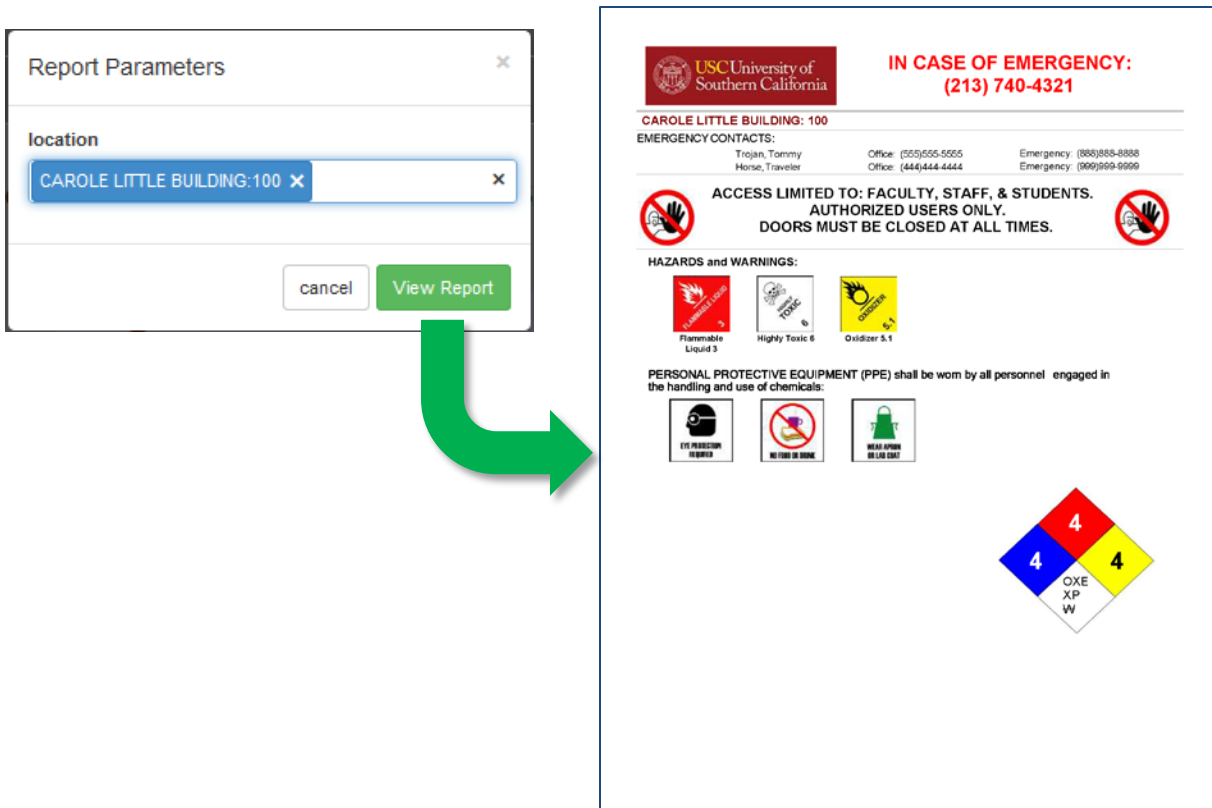 Report Parameters
×
location
CAROLE LITTLE BUILDING:100 ×
×
cancel
View Report
USC University of
Southern California
IN CASE OF EMERGENCY:
(213) 740-4321
CAROLE LITTLE BUILDING: 100
EMERGENCY CONTACTS:
Trojan, Tommy Office: (555)555-5555 Emergency: (888)888-8888
Horse, Traveler Office: (444)444-4444 Emergency: (999)999-9999
ACCESS LIMITED TO: FACULTY, STAFF, & STUDENTS.
AUTHORIZED USERS ONLY.
DOORS MUST BE CLOSED AT ALL TIMES.
HAZARDS and WARNINGS:
FLAMMABLE LIQUID
3
HIGHLY
TOXIC
6
OXIDIZER
5.1
Flammable
Liquid 3
Highly Toxic 6
Oxidizer 5.1
PERSONAL PROTECTIVE EQUIPMENT (PPE) shall be worn by all personnel engaged in
the handling and use of chemicals:
EYE PROTECTION
REQUIRED
NO FOOD OR DRINK
WEAR APRON
OR LAB COAT
4
4
4
OXE
XP
W